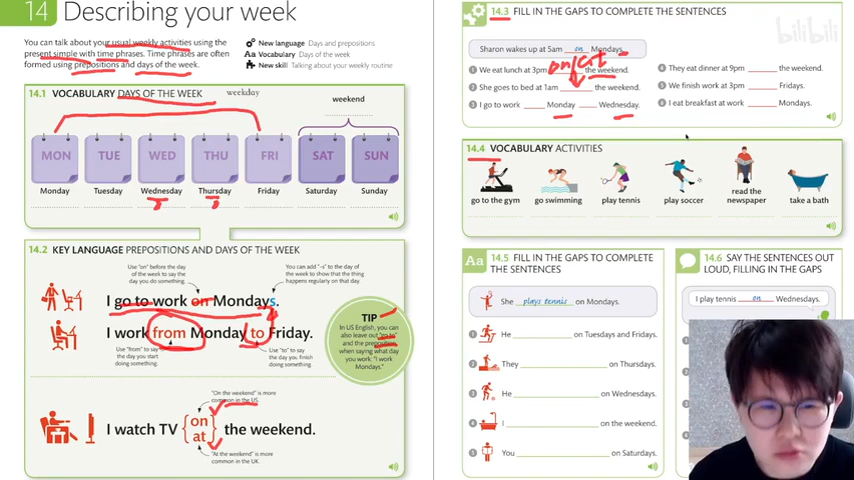 14 Describing your week
You can talk about your usual weekly activities using the
present simple with time phrases. Time phrases are often
formed using prepositions and days of the week.
New language Days and prepositions
Aa Vocabulary Days of the week
New skill Talking about your weekly routine
14.1 VOCABULARY DAYS OF THE WEEK
weekday
weekend
MON TUE WED THU FRI SAT SUN
Monday Tuesday Wednesday Thursday Friday Saturday Sunday
14.2 KEY LANGUAGE PREPOSITIONS AND DAYS OF THE WEEK
Use "on" before the
day of the week to say the
day you do something.
You can add "-s" to the day of
the week to show that the thing
happens regularly on that day.
I go to work on Mondays.
I work from Monday to Friday.
Use "from" to say
the day you start
doing something.
Use "to" to say
the day you finish
doing something.
TIP
In US English, you can
also leave out "go to"
and the preposition
when saying what day
you work: "I work
Mondays."
"On the weekend" is more
common in the US.
I watch TV {on at} the weekend.
"At the weekend" is more
common in the UK.
14.3 FILL IN THE GAPS TO COMPLETE THE SENTENCES
Sharon wakes up at 5am on Mondays.
on/at
1 We eat lunch at 3pm the weekend.
2 She goes to bed at 1am the weekend.
3 I go to work Monday Wednesday.
4 They eat dinner at 9pm the weekend.
5 We finish work at 3pm Fridays.
6 I eat breakfast at work Mondays.
14.4 VOCABULARY ACTIVITIES
go to the gym
go swimming
play tennis
play soccer
read the
newspaper
take a bath
Aa 14.5 FILL IN THE GAPS TO COMPLETE
THE SENTENCES
She plays tennis on Mondays.
1 He on Tuesdays and Fridays.
2 They on Thursdays.
3 He on Wednesdays.
4 I on the weekend.
5 You on Saturdays.
14.6 SAY THE SENTENCES OUT
LOUD, FILLING IN THE GAPS
I play tennis on Wednesdays.
bilibili